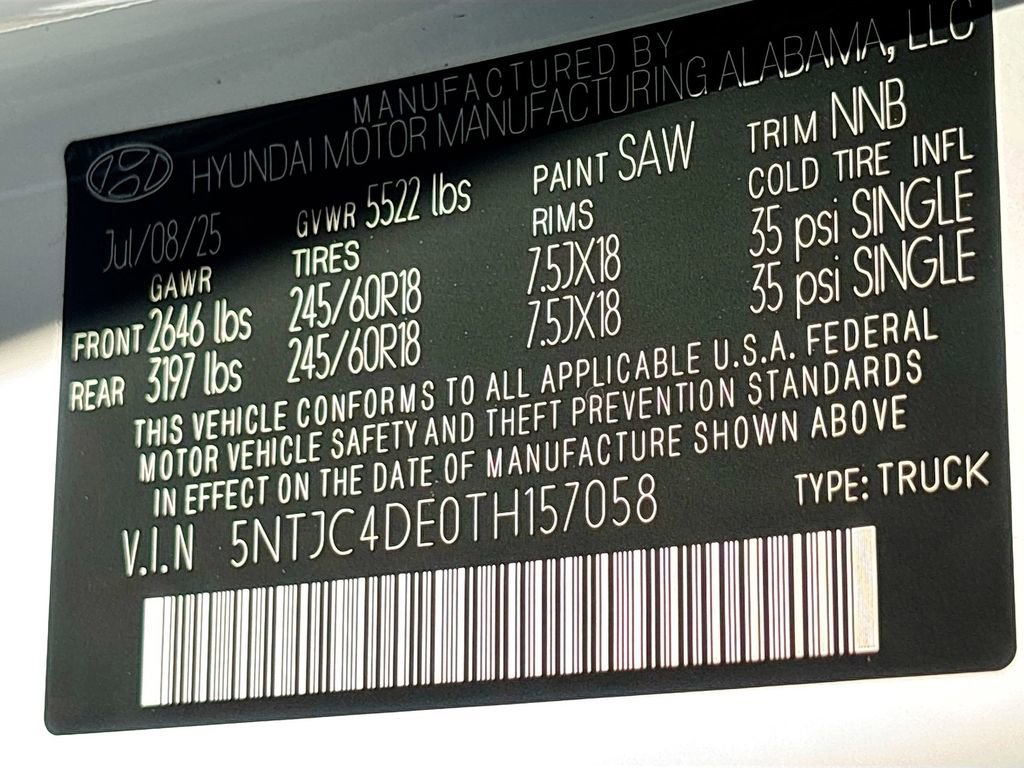 MANUFACTURED BY
HYUNDAI MOTOR MANUFACTURING ALABAMA, LLC
Jul/08/25 GVWR 5522 lbs PAINT SAW TRIM NNB
GAWR TIRES RIMS COLD TIRE INFL
FRONT 2646 lbs 245/60R18 7.5JX18 35 psi SINGLE
REAR 3197 lbs 245/60R18 7.5JX18 35 psi SINGLE
THIS VEHICLE CONFORMS TO ALL APPLICABLE U.S.A. FEDERAL
MOTOR VEHICLE SAFETY AND THEFT PREVENTION STANDARDS
IN EFFECT ON THE DATE OF MANUFACTURE SHOWN ABOVE
V.I.N 5NTJC4DE0TH157058 TYPE: TRUCK